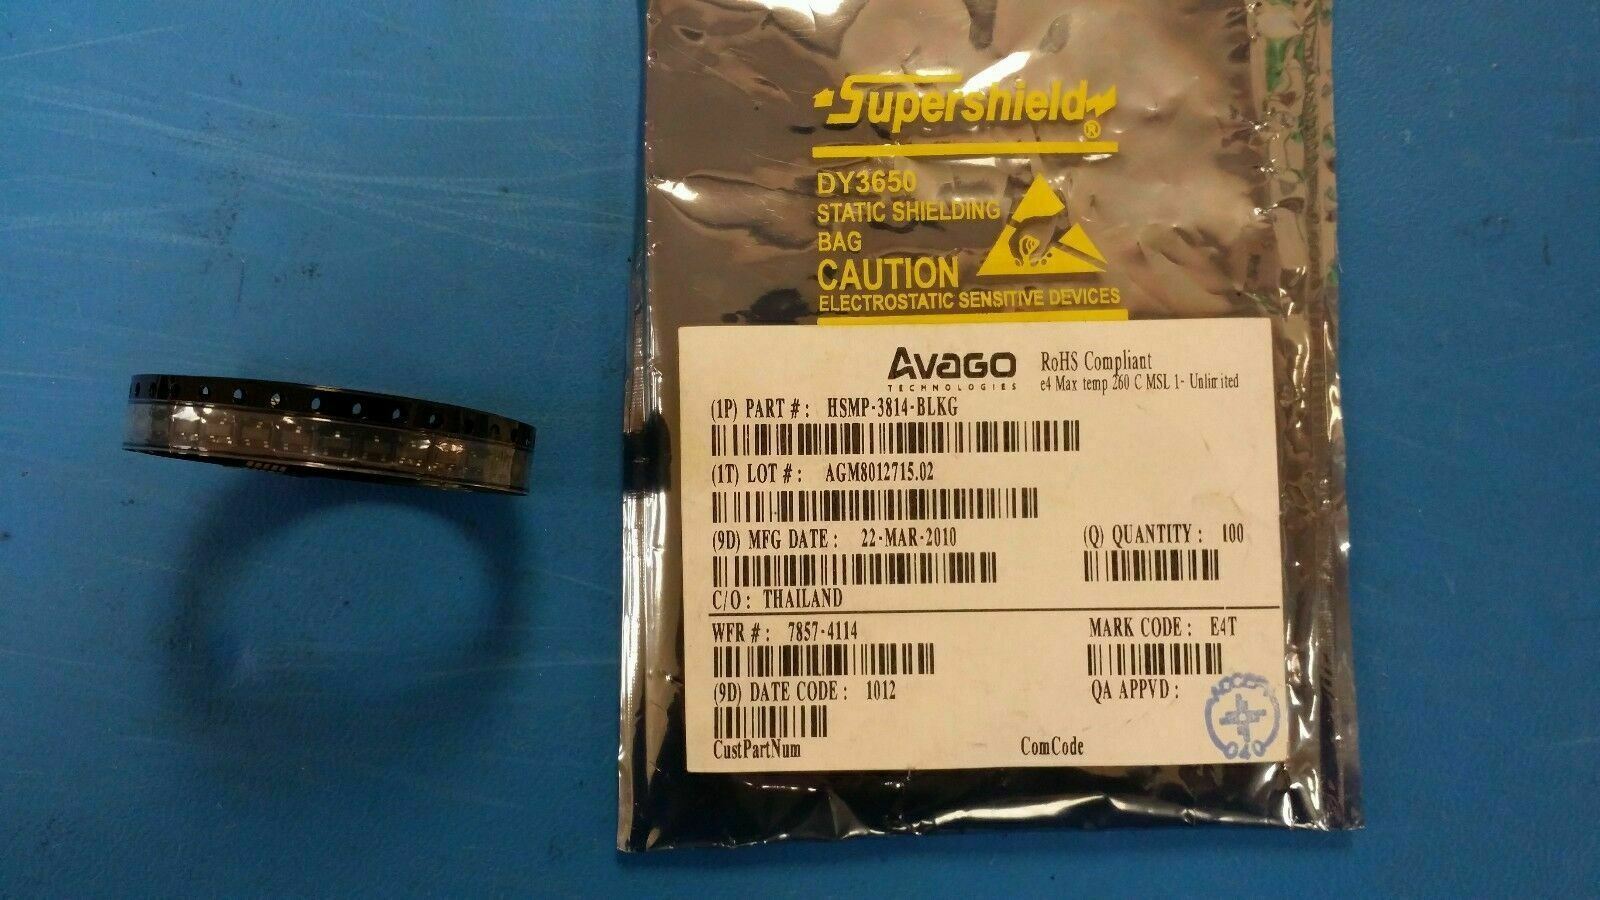 Supershield®
DY3650
STATIC SHIELDING
BAG
CAUTION
ELECTROSTATIC SENSITIVE DEVICES
AVAGO
TECHNOLOGIES
RoHS Compliant
e4 Max temp 260 C MSL 1- Unlimited
(1P) PART # : HSMP-3814-BLKG
(1T) LOT # : AGM8012715.02
(9D) MFG DATE : 22-MAR-2010
(Q) QUANTITY : 100
C/O : THAILAND
WFR # : 7857-4114
MARK CODE : E4T
(9D) DATE CODE : 1012
QA APPVD :
CustPartNum
ComCode
040